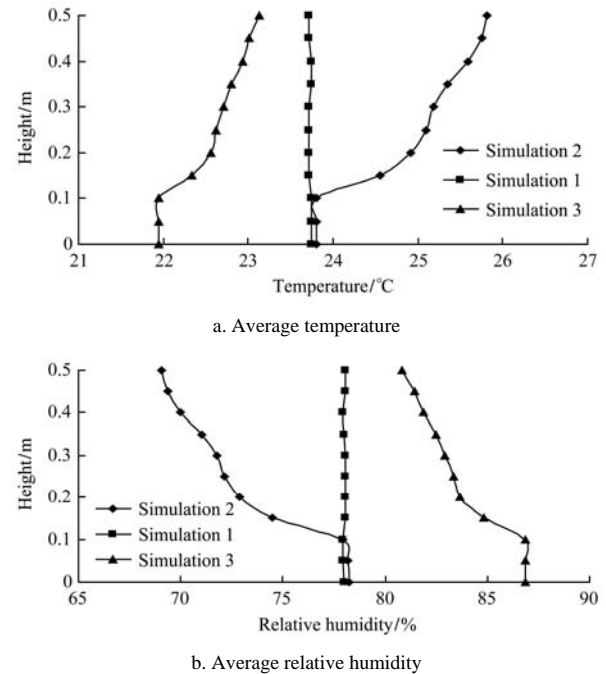 0.5
0.4
0.3
0.2
0.1
0
Height/m
Simulation 2
Simulation 1
Simulation 3
21 22 23 24 25 26 27
Temperature/℃
a. Average temperature
0.5
0.4
0.3
0.2
0.1
0
Height/m
Simulation 2
Simulation 1
Simulation 3
65 70 75 80 85 90
Relative humidity/%
b. Average relative humidity